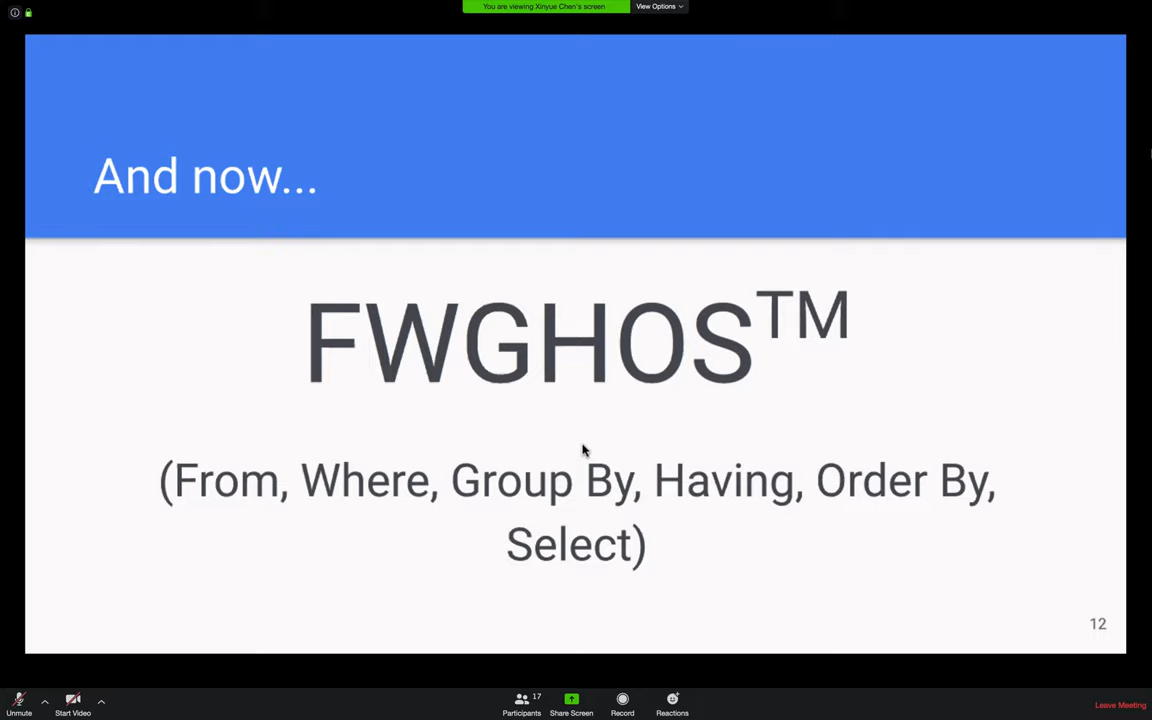 You are viewing Xinyue Chen's screen
View Options
And now...
FWGHOS™
(From, Where, Group By, Having, Order By,
Select)
12
Unmute
Start Video
Participants
17
Share Screen
Record
Reactions
Leave Meeting